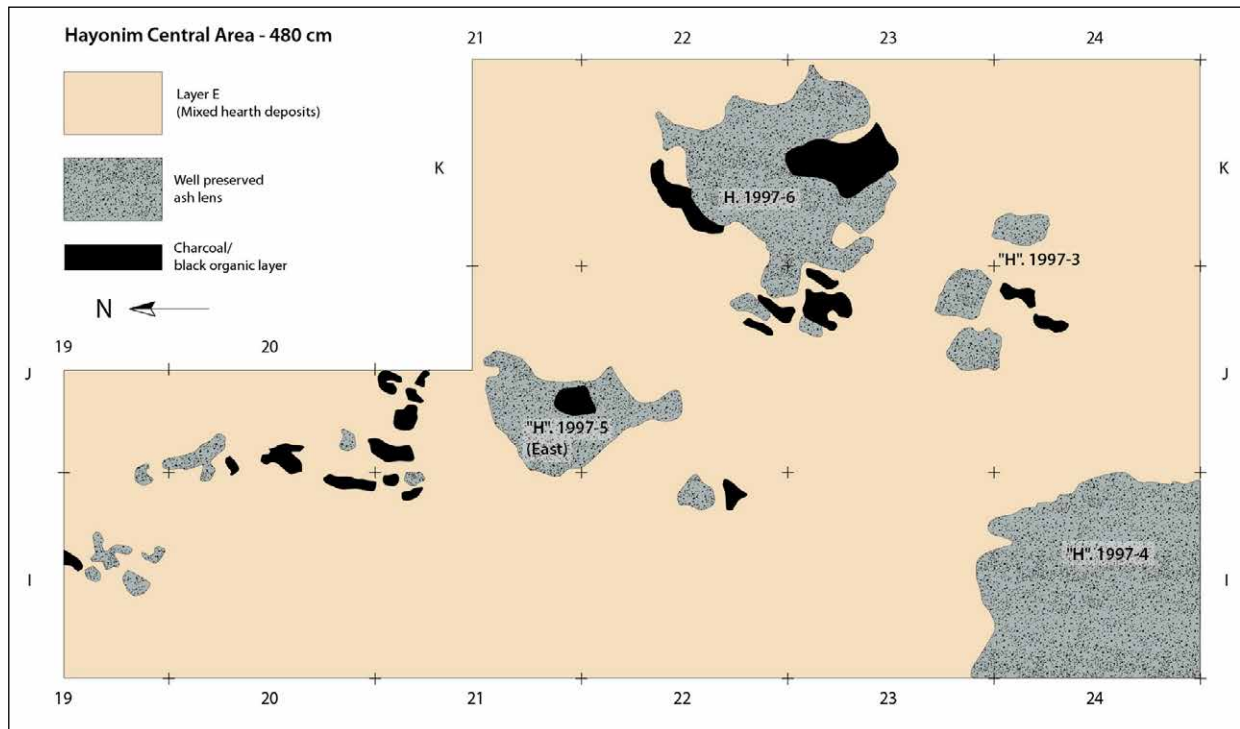 Hayonim Central Area - 480 cm
21 22 23 24
Layer E
(Mixed hearth deposits)
K K
Well preserved
ash lens
H. 1997-6
Charcoal/
black organic layer
"H". 1997-3
N
19 20
J J
"H". 1997-5
(East)
"H". 1997-4
I I
19 20 21 22 23 24